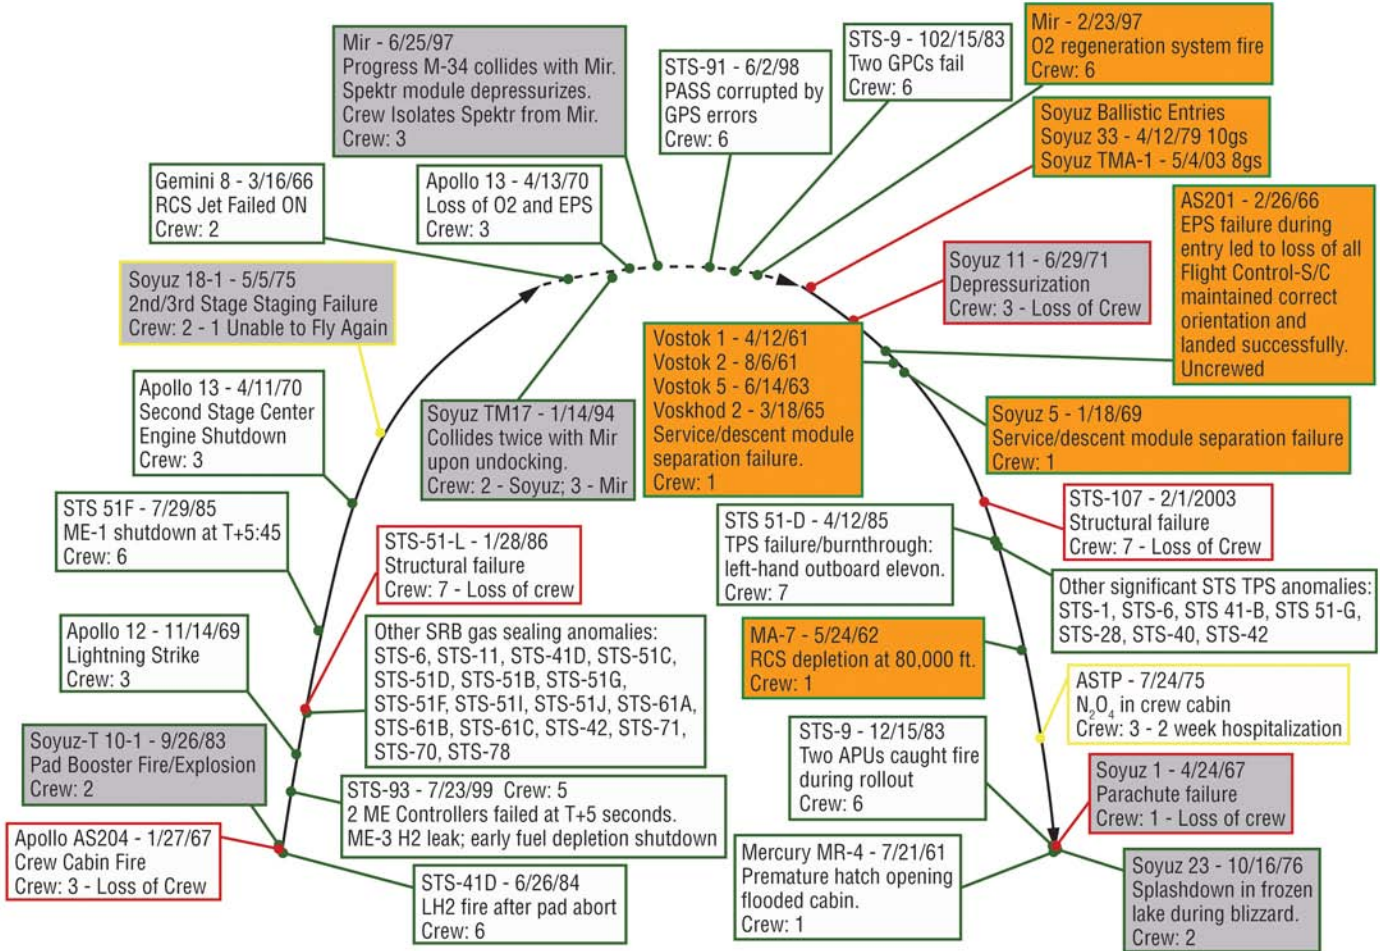 Mir - 6/25/97
Progress M-34 collides with Mir.
Spektr module depressurizes.
Crew Isolates Spektr from Mir.
Crew: 3
STS-91 - 6/2/98
PASS corrupted by
GPS errors
Crew: 6
STS-9 - 102/15/83
Two GPCs fail
Crew: 6
Mir - 2/23/97
O2 regeneration system fire
Crew: 6
Soyuz Ballistic Entries
Soyuz 33 - 4/12/79 10gs
Soyuz TMA-1 - 5/4/03 8gs
Gemini 8 - 3/16/66
RCS Jet Failed ON
Crew: 2
Apollo 13 - 4/13/70
Loss of O2 and EPS
Crew: 3
AS201 - 2/26/66
EPS failure during
entry led to loss of all
Flight Control-S/C
maintained correct
orientation and
landed successfully.
Uncrewed
Soyuz 11 - 6/29/71
Depressurization
Crew: 3 - Loss of Crew
Soyuz 18-1 - 5/5/75
2nd/3rd Stage Staging Failure
Crew: 2 - 1 Unable to Fly Again
Vostok 1 - 4/12/61
Vostok 2 - 8/6/61
Vostok 5 - 6/14/63
Voskhod 2 - 3/18/65
Service/descent module
separation failure.
Crew: 1
Apollo 13 - 4/11/70
Second Stage Center
Engine Shutdown
Crew: 3
Soyuz TM17 - 1/14/94
Collides twice with Mir
upon undocking.
Crew: 2 - Soyuz; 3 - Mir
Soyuz 5 - 1/18/69
Service/descent module separation failure
Crew: 1
STS 51F - 7/29/85
ME-1 shutdown at T+5:45
Crew: 6
STS-51-L - 1/28/86
Structural failure
Crew: 7 - Loss of crew
STS 51-D - 4/12/85
TPS failure/burnthrough:
left-hand outboard elevon.
Crew: 7
STS-107 - 2/1/2003
Structural failure
Crew: 7 - Loss of Crew
Other significant STS TPS anomalies:
STS-1, STS-6, STS 41-B, STS 51-G,
STS-28, STS-40, STS-42
Apollo 12 - 11/14/69
Lightning Strike
Crew: 3
Other SRB gas sealing anomalies:
STS-6, STS-11, STS-41D, STS-51C,
STS-51D, STS-51B, STS-51G,
STS-51F, STS-51I, STS-51J, STS-61A,
STS-61B, STS-61C, STS-42, STS-71,
STS-70, STS-78
MA-7 - 5/24/62
RCS depletion at 80,000 ft.
Crew: 1
ASTP - 7/24/75
N₂O₄ in crew cabin
Crew: 3 - 2 week hospitalization
Soyuz-T 10-1 - 9/26/83
Pad Booster Fire/Explosion
Crew: 2
STS-9 - 12/15/83
Two APUs caught fire
during rollout
Crew: 6
Soyuz 1 - 4/24/67
Parachute failure
Crew: 1 - Loss of crew
STS-93 - 7/23/99 Crew: 5
2 ME Controllers failed at T+5 seconds.
ME-3 H2 leak; early fuel depletion shutdown
Apollo AS204 - 1/27/67
Crew Cabin Fire
Crew: 3 - Loss of Crew
Mercury MR-4 - 7/21/61
Premature hatch opening
flooded cabin.
Crew: 1
Soyuz 23 - 10/16/76
Splashdown in frozen
lake during blizzard.
Crew: 2
STS-41D - 6/26/84
LH2 fire after pad abort
Crew: 6